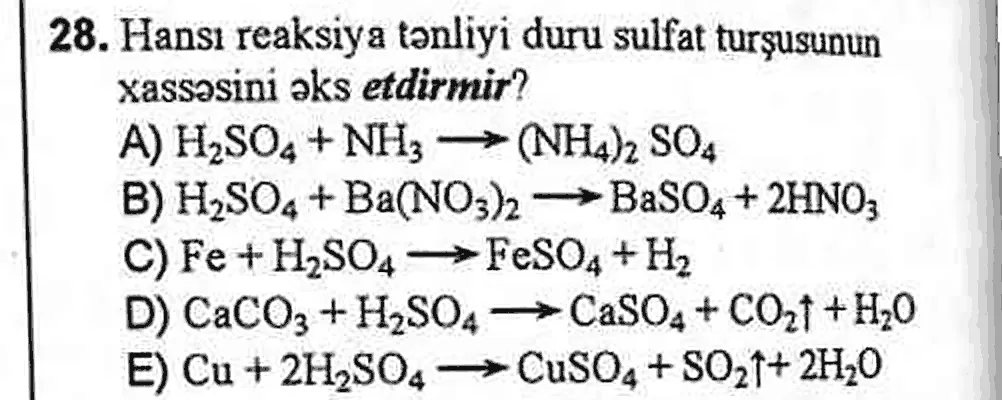 28. Hansı reaksiya tənliyi duru sulfat turşusunun
xassəsini əks etdirmir?
A) H₂SO₄ + NH₃ ⟶ (NH₄)₂ SO₄
B) H₂SO₄ + Ba(NO₃)₂ ⟶ BaSO₄ + 2HNO₃
C) Fe + H₂SO₄ ⟶ FeSO₄ + H₂
D) CaCO₃ + H₂SO₄ ⟶ CaSO₄ + CO₂↑ + H₂O
E) Cu + 2H₂SO₄ ⟶ CuSO₄ + SO₂↑+ 2H₂O